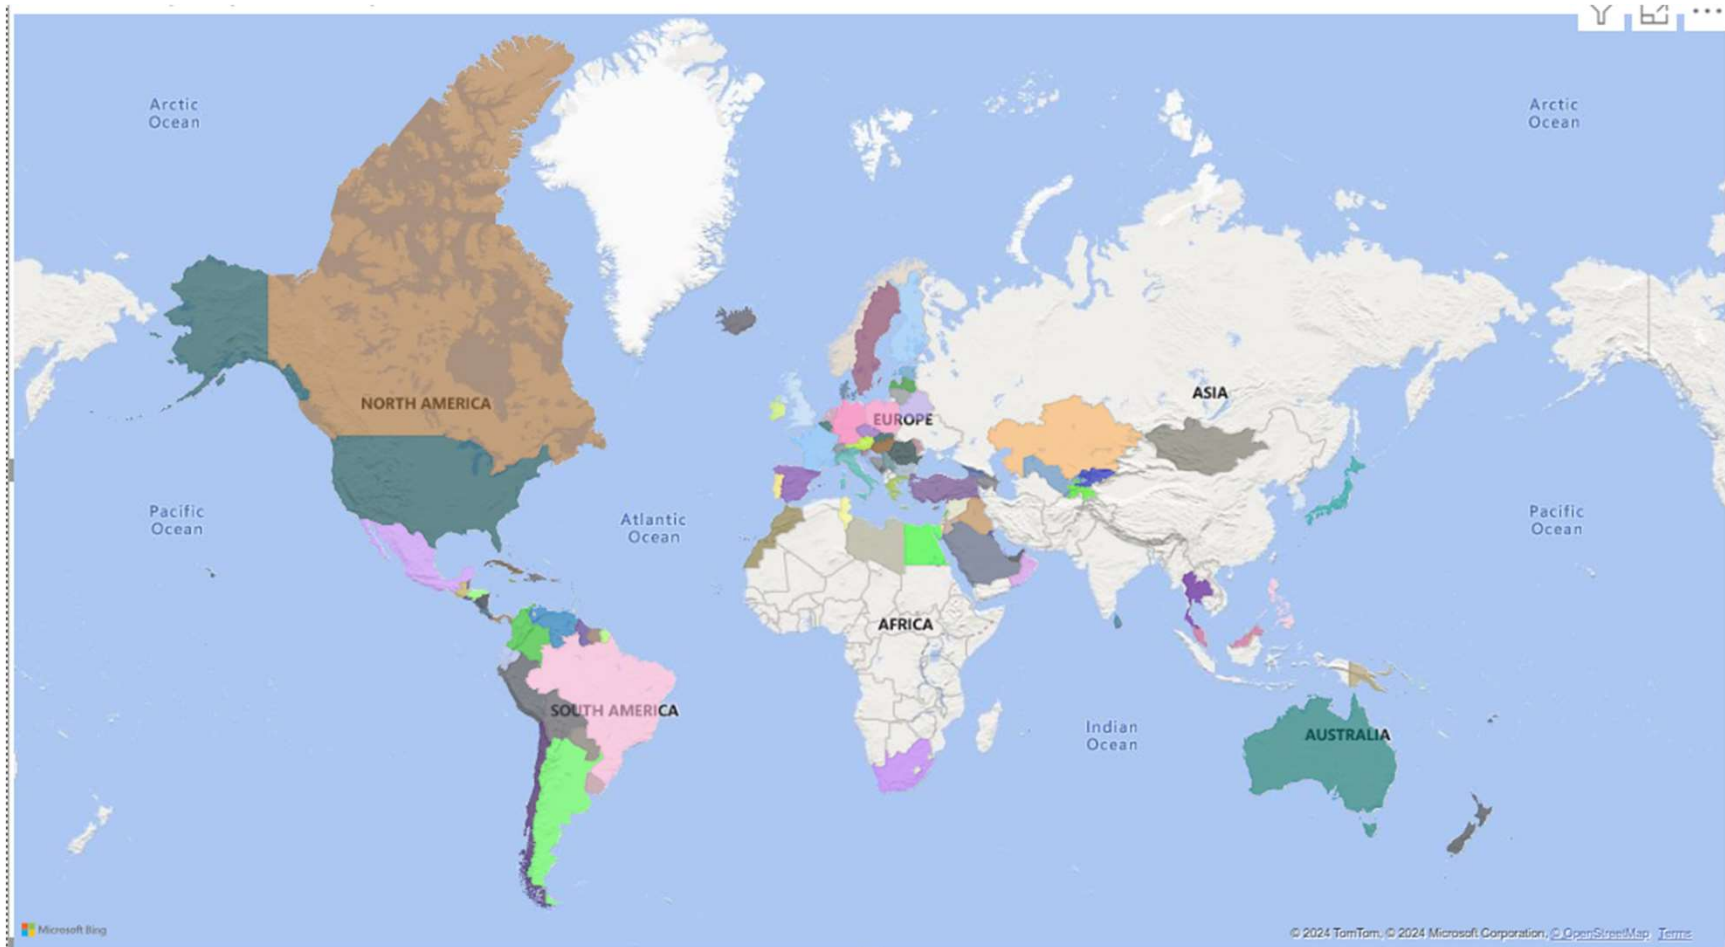 Arctic
Ocean
Arctic
Ocean
NORTH AMERICA
ASIA
EUROPE
Pacific
Ocean
Atlantic
Ocean
Pacific
Ocean
AFRICA
SOUTH AMERICA
Indian
Ocean
AUSTRALIA
Microsoft Bing
© 2024 TomTom, © 2024 Microsoft Corporation, © OpenStreetMap Terms